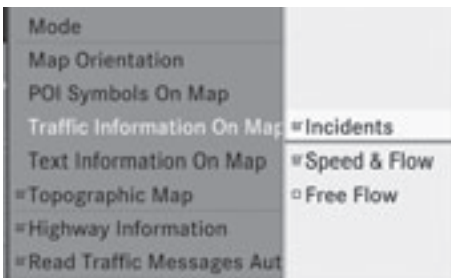 Mode
Map Orientation
POI Symbols On Map
Traffic Information On Map
Incidents
Text Information On Map
Speed & Flow
Topographic Map
Free Flow
Highway Information
Read Traffic Messages Aut